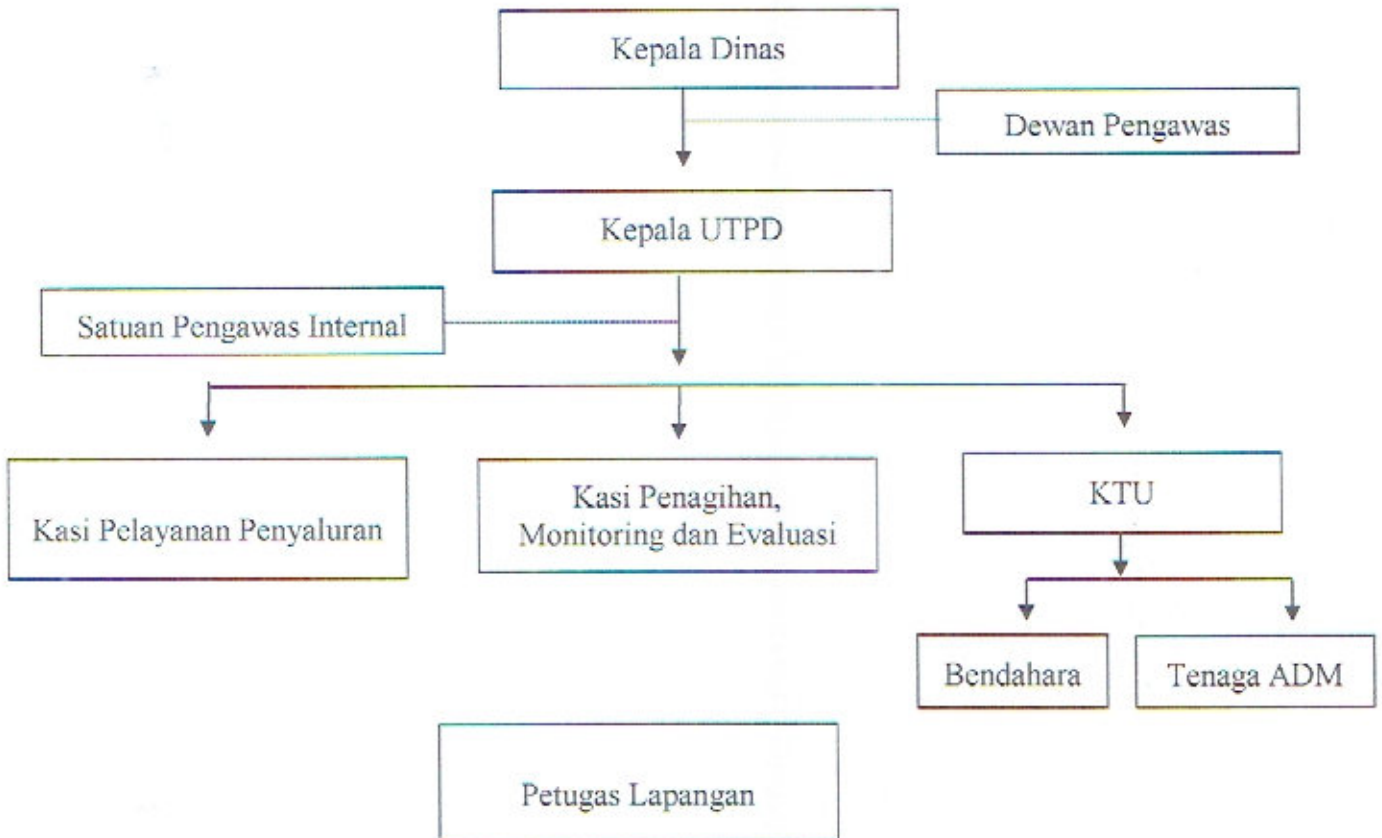 Kepala Dinas
Dewan Pengawas
Kepala UTPD
Satuan Pengawas Internal
Kasi Pelayanan Penyaluran
Kasi Penagihan,
Monitoring dan Evaluasi
KTU
Bendahara
Tenaga ADM
Petugas Lapangan